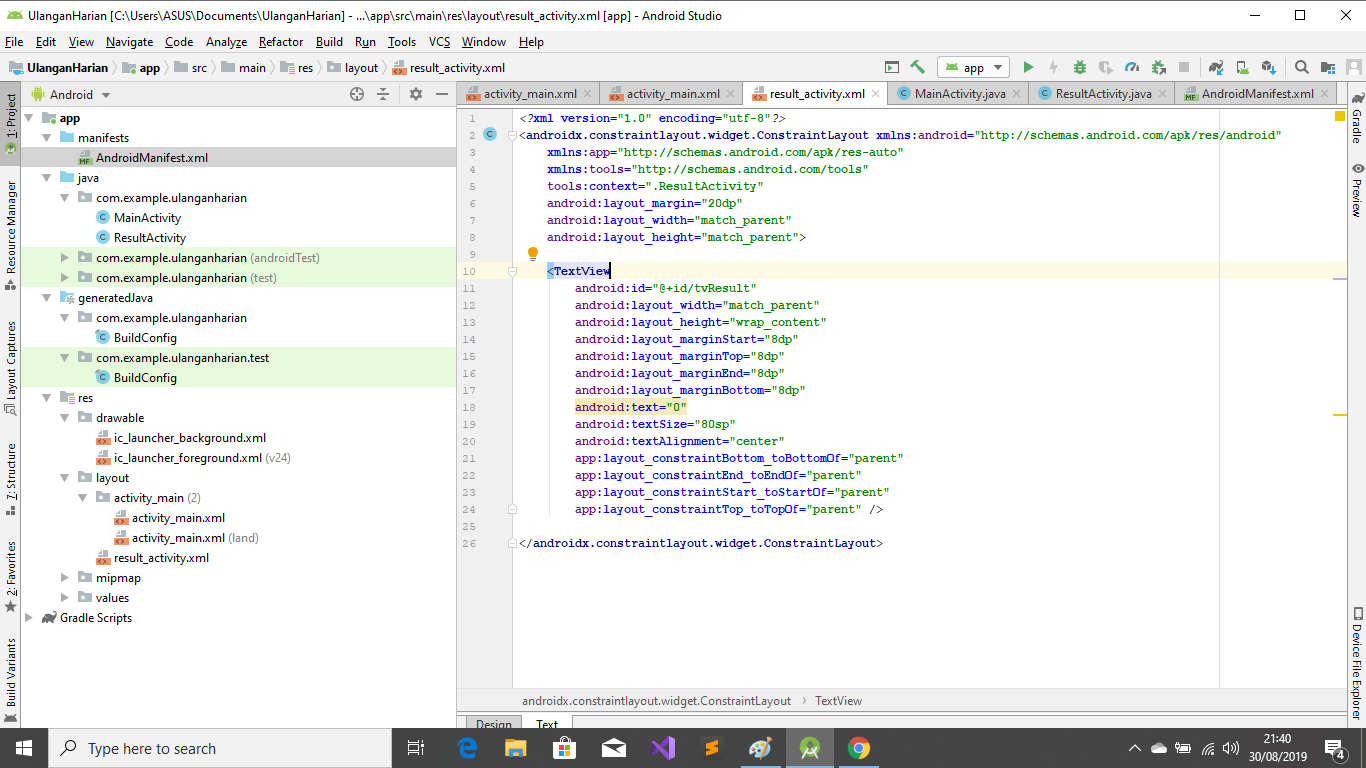 UlanganHarian [C:\Users\ASUS\Documents\UlanganHarian] - ...\app\src\main\res\layout\result_activity.xml [app] - Android Studio
File Edit View Navigate Code Analyze Refactor Build Run Tools VCS Window Help
UlanganHarian app src main res layout result_activity.xml app
Android
activity_main.xml activity_main.xml result_activity.xml MainActivity.java ResultActivity.java AndroidManifest.xml
1: Project
Resource Manager
Layout Captures
7: Structure
2: Favorites
Build Variants
app
manifests
AndroidManifest.xml
java
com.example.ulanganharian
MainActivity
ResultActivity
com.example.ulanganharian (androidTest)
com.example.ulanganharian (test)
generatedJava
com.example.ulanganharian
BuildConfig
com.example.ulanganharian.test
BuildConfig
res
drawable
ic_launcher_background.xml
ic_launcher_foreground.xml (v24)
layout
activity_main (2)
activity_main.xml
activity_main.xml (land)
result_activity.xml
mipmap
values
Gradle Scripts
1 <?xml version="1.0" encoding="utf-8"?>
2 <androidx.constraintlayout.widget.ConstraintLayout xmlns:android="http://schemas.android.com/apk/res/android"
3 xmlns:app="http://schemas.android.com/apk/res-auto"
4 xmlns:tools="http://schemas.android.com/tools"
5 tools:context=".ResultActivity"
6 android:layout_margin="20dp"
7 android:layout_width="match_parent"
8 android:layout_height="match_parent">
9
10 <TextView
11 android:id="@+id/tvResult"
12 android:layout_width="match_parent"
13 android:layout_height="wrap_content"
14 android:layout_marginStart="8dp"
15 android:layout_marginTop="8dp"
16 android:layout_marginEnd="8dp"
17 android:layout_marginBottom="8dp"
18 android:text="0"
19 android:textSize="80sp"
20 android:textAlignment="center"
21 app:layout_constraintBottom_toBottomOf="parent"
22 app:layout_constraintEnd_toEndOf="parent"
23 app:layout_constraintStart_toStartOf="parent"
24 app:layout_constraintTop_toTopOf="parent" />
25
26 </androidx.constraintlayout.widget.ConstraintLayout>
androidx.constraintlayout.widget.ConstraintLayout TextView
Design Text
Gradle
Preview
Device File Explorer
Type here to search
21:40
30/08/2019
4